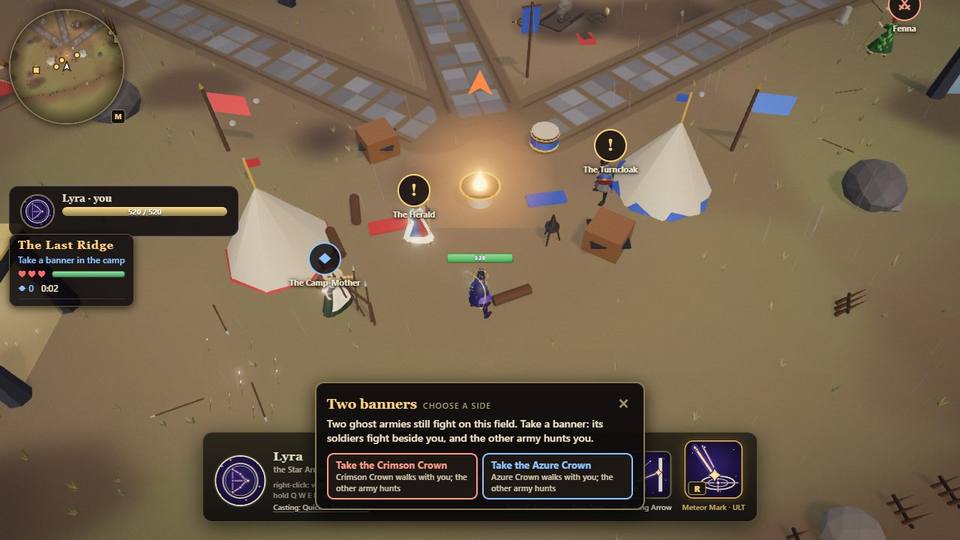 Fenna
M
The Turncloak
Lyra · you
520 / 520
The Herald
The Last Ridge
Take a banner in the camp
0 0:02
The Camp-Mother
520
Two banners CHOOSE A SIDE
Two ghost armies still fight on this field. Take a banner: its
soldiers fight beside you, and the other army hunts you.
Take the Crimson Crown
Crimson Crown walks with you; the
other army hunts
Take the Azure Crown
Azure Crown walks with you; the
other army hunts
Lyra
the Star
right-click:
hold Q W E
Casting:
Arrow
R
Meteor Mark · ULT